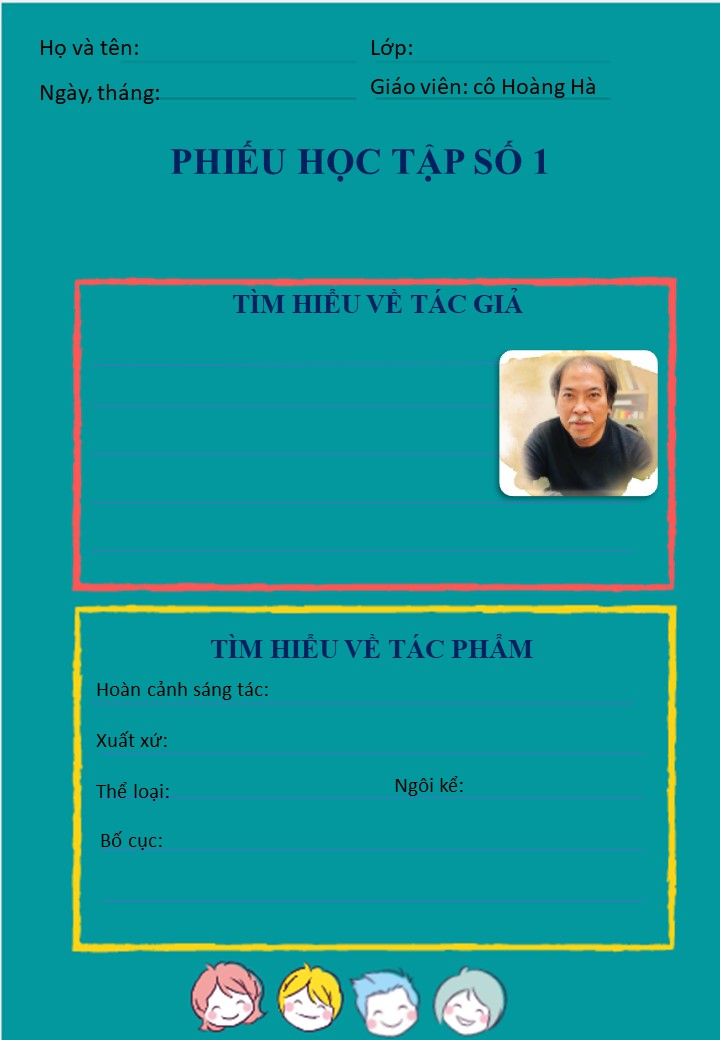 Họ và tên:
Lớp:
Ngày, tháng:
Giáo viên: cô Hoàng Hà
PHIẾU HỌC TẬP SỐ 1
TÌM HIỂU VỀ TÁC GIẢ
TÌM HIỂU VỀ TÁC PHẨM
Hoàn cảnh sáng tác:
Xuất xứ:
Thể loại:
Ngôi kể:
Bố cục: